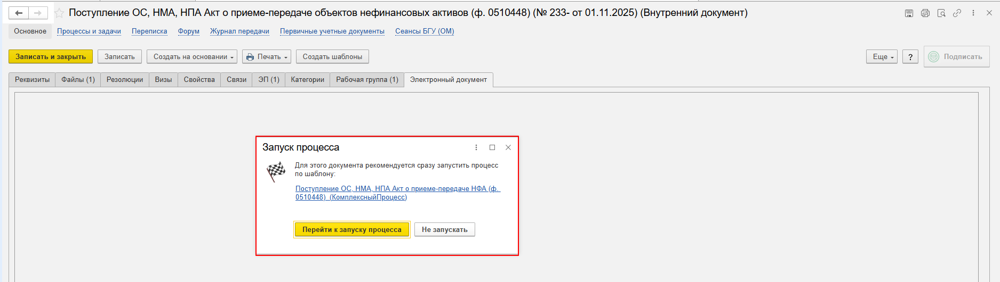 Поступление ОС, НМА, НПА Акт о приеме-передаче объектов нефинансовых активов (ф. 0510448) (№ 233- от 01.11.2025) (Внутренний документ)
Основное Процессы и задачи Переписка Форум Журнал передачи Первичные учетные документы Сеансы БГУ (ОМ)
Записать и закрыть Записать Создать на основании Печать Создать шаблоны Еще ? Подписать
Реквизиты Файлы (1) Резолюции Визы Свойства Связи ЭП (1) Категории Рабочая группа (1) Электронный документ
Запуск процесса
Для этого документа рекомендуется сразу запустить процесс
по шаблону:
Поступление ОС, НМА, НПА Акт о приеме-передаче НФА (ф.
0510448) (КомплексныйПроцесс)
Перейти к запуску процесса Не запускать